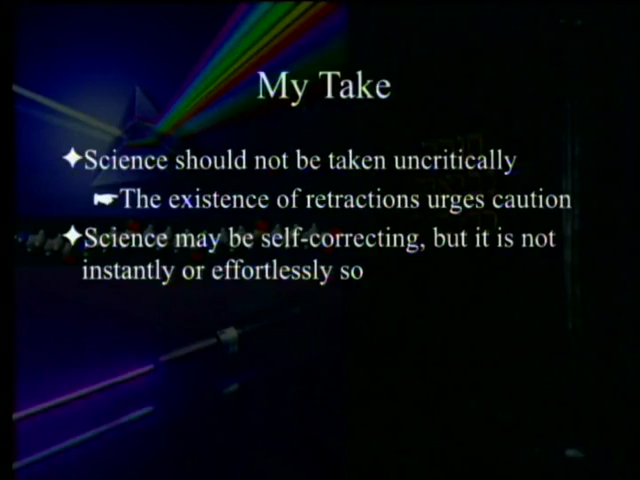 My Take
✦Science should not be taken uncritically
☛The existence of retractions urges caution
✦Science may be self-correcting, but it is not
instantly or effortlessly so